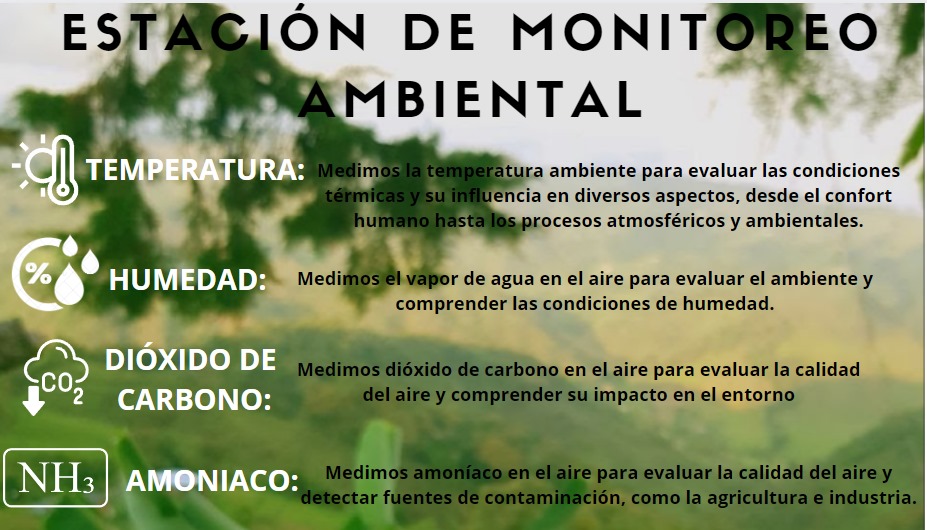 ESTACIÓN DE MONITOREO
AMBIENTAL
TEMPERATURA:
Medimos la temperatura ambiente para evaluar las condiciones
térmicas y su influencia en diversos aspectos, desde el confort
humano hasta los procesos atmosféricos y ambientales.
%
HUMEDAD:
Medimos el vapor de agua en el aire para evaluar el ambiente y
comprender las condiciones de humedad.
CO2
DIÓXIDO DE
CARBONO:
Medimos dióxido de carbono en el aire para evaluar la calidad
del aire y comprender su impacto en el entorno
NH3
AMONIACO:
Medimos amoníaco en el aire para evaluar la calidad del aire y
detectar fuentes de contaminación, como la agricultura e industria.